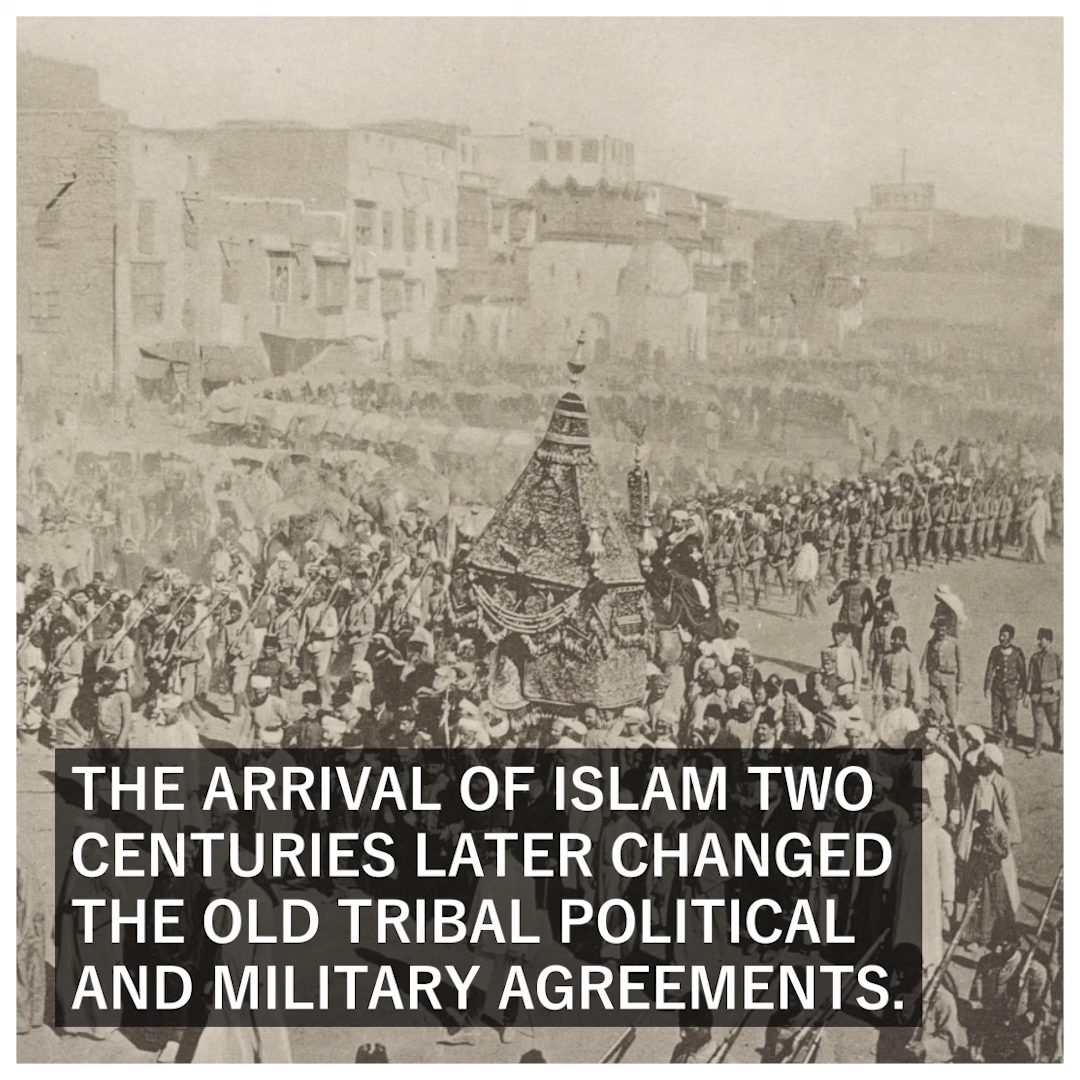 THE ARRIVAL OF ISLAM TWO
CENTURIES LATER CHANGED
THE OLD TRIBAL POLITICAL
AND MILITARY AGREEMENTS.